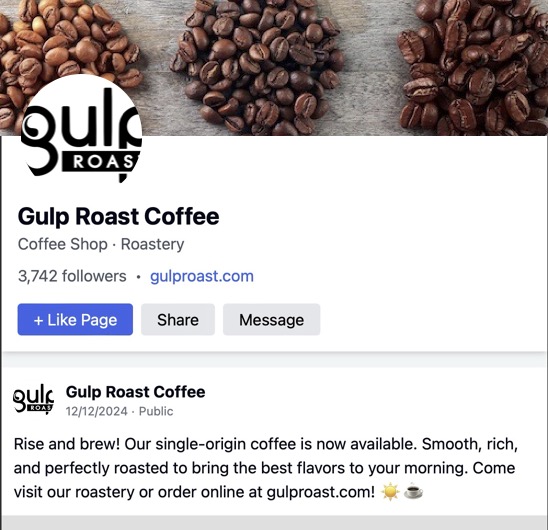 gulp
ROAS
Gulp Roast Coffee
Coffee Shop · Roastery
3,742 followers • gulproast.com
+ Like Page
Share
Message
gulp
ROAS
Gulp Roast Coffee
12/12/2024 · Public
Rise and brew! Our single-origin coffee is now available. Smooth, rich,
and perfectly roasted to bring the best flavors to your morning. Come
visit our roastery or order online at gulproast.com! ☀️ ☕